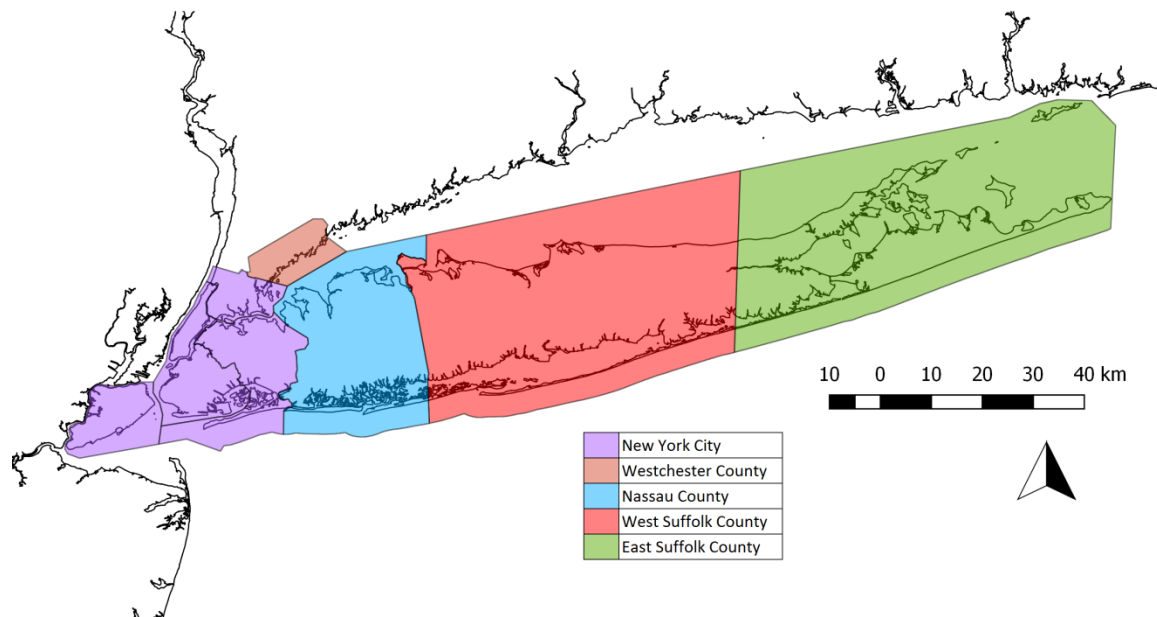 10 0 10 20 30 40 km
New York City
Westchester County
Nassau County
West Suffolk County
East Suffolk County